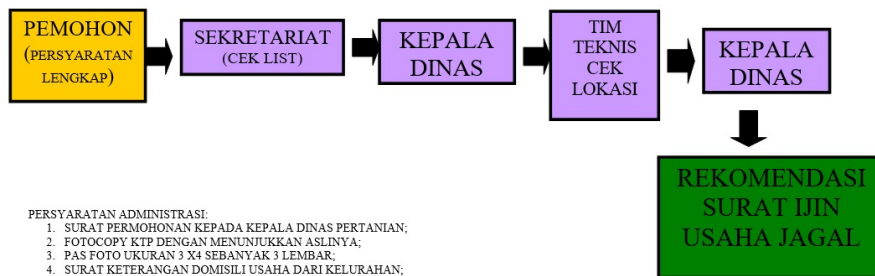 PEMOHON
(PERSYARATAN
LENGKAP)
SEKRETARIAT
(CEK LIST)
KEPALA
DINAS
TIM
TEKNIS
CEK
LOKASI
KEPALA
DINAS
REKOMENDASI
SURAT IJIN
USAHA JAGAL
PERSYARATAN ADMINISTRASI:
1. SURAT PERMOHONAN KEPADA KEPALA DINAS PERTANIAN;
2. FOTOCOPY KTP DENGAN MENUNJUKKAN ASLINYA;
3. PAS FOTO UKURAN 3 X4 SEBANYAK 3 LEMBAR;
4. SURAT KETERANGAN DOMISILI USAHA DARI KELURAHAN;